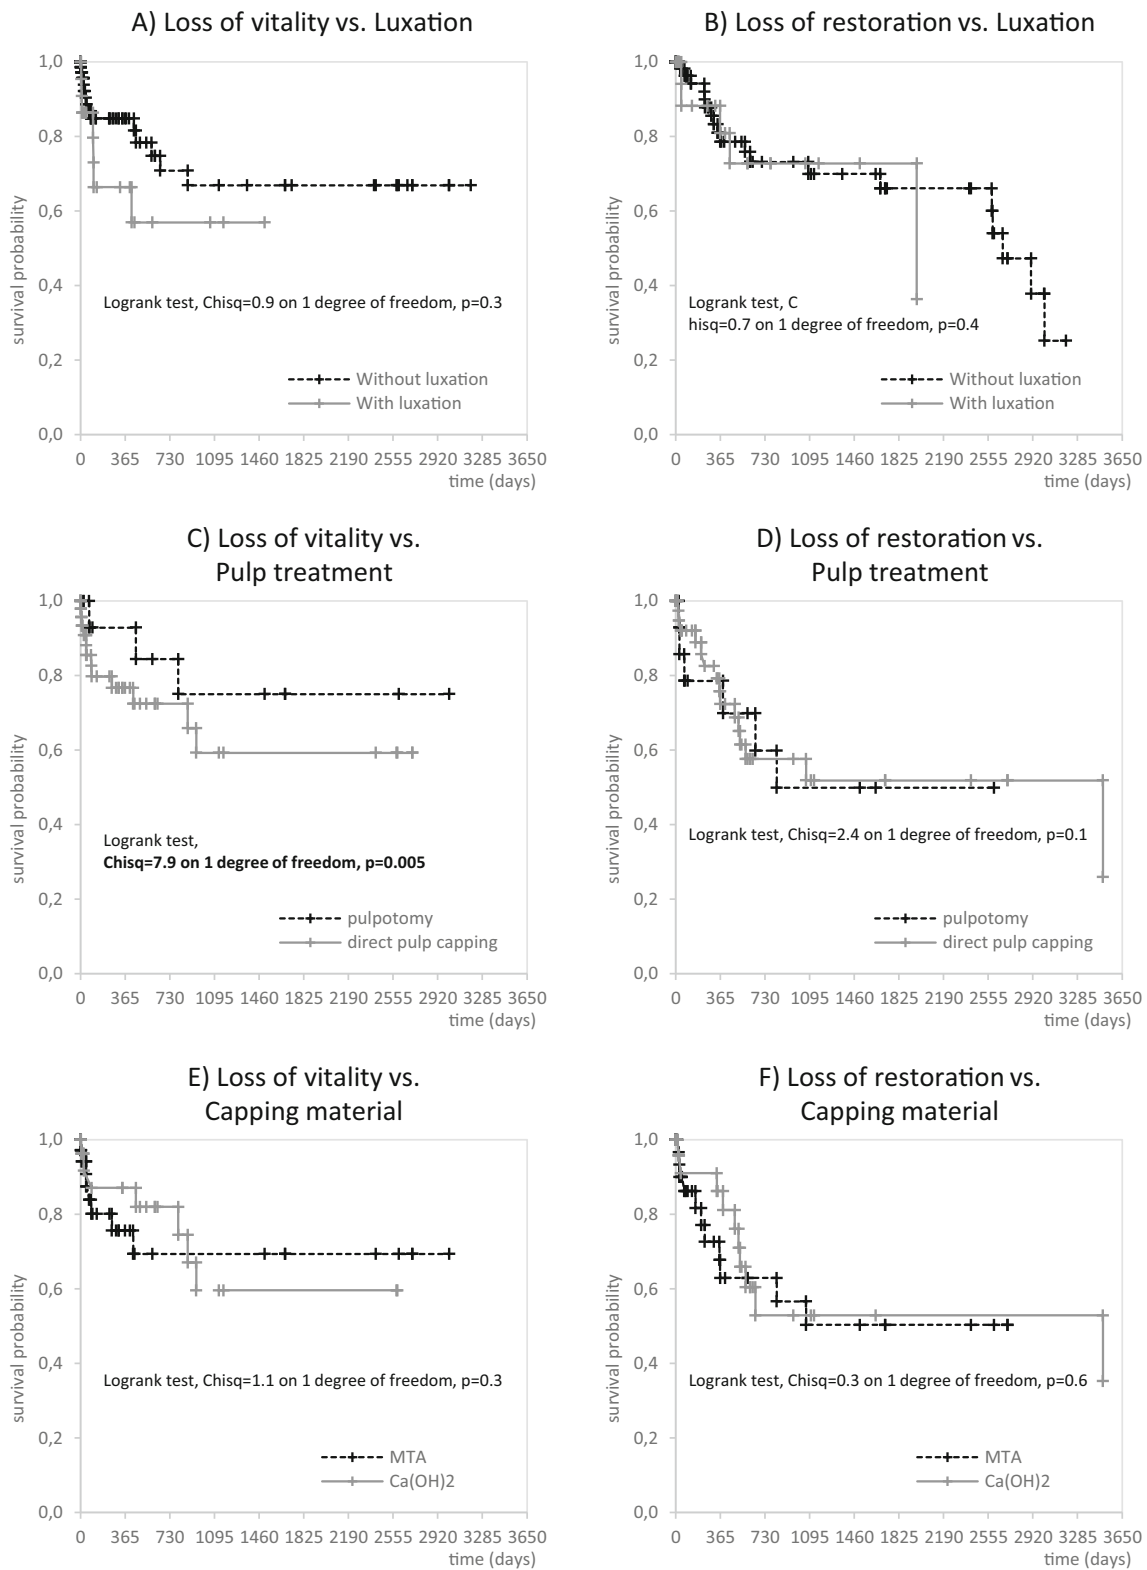 A) Loss of vitality vs. Luxation
survival probability
1,0
0,8
0,6
0,4
0,2
0,0
Logrank test, Chisq=0.9 on 1 degree of freedom, p=0.3
Without luxation
With luxation
0 365 730 1095 1460 1825 2190 2555 2920 3285 3650
time (days)
B) Loss of restoration vs. Luxation
survival probability
1,0
0,8
0,6
0,4
0,2
0,0
Logrank test, C
hisq=0.7 on 1 degree of freedom, p=0.4
Without luxation
With luxation
0 365 730 1095 1460 1825 2190 2555 2920 3285 3650
time (days)
C) Loss of vitality vs.
Pulp treatment
survival probability
1,0
0,8
0,6
0,4
0,2
0,0
Logrank test,
Chisq=7.9 on 1 degree of freedom, p=0.005
pulpotomy
direct pulp capping
0 365 730 1095 1460 1825 2190 2555 2920 3285 3650
time (days)
D) Loss of restoration vs.
Pulp treatment
survival probability
1,0
0,8
0,6
0,4
0,2
0,0
Logrank test, Chisq=2.4 on 1 degree of freedom, p=0.1
pulpotomy
direct pulp capping
0 365 730 1095 1460 1825 2190 2555 2920 3285 3650
time (days)
E) Loss of vitality vs.
Capping material
survival probability
1,0
0,8
0,6
0,4
0,2
0,0
Logrank test, Chisq=1.1 on 1 degree of freedom, p=0.3
MTA
Ca(OH)2
0 365 730 1095 1460 1825 2190 2555 2920 3285 3650
time (days)
F) Loss of restoration vs.
Capping material
survival probability
1,0
0,8
0,6
0,4
0,2
0,0
Logrank test, Chisq=0.3 on 1 degree of freedom, p=0.6
MTA
Ca(OH)2
0 365 730 1095 1460 1825 2190 2555 2920 3285 3650
time (days)